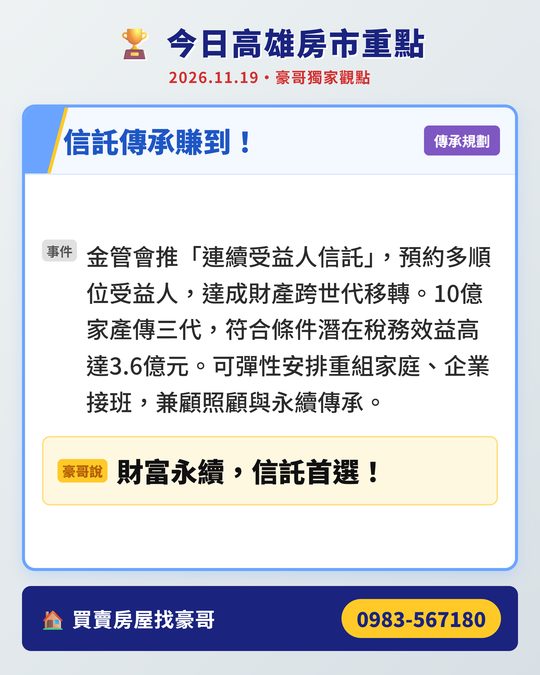 今日高雄房市重點
2026.11.19・豪哥獨家觀點
信託傳承賺到！
傳承規劃
事件
金管會推「連續受益人信託」，預約多順
位受益人，達成財產跨世代移轉。10億
家產傳三代，符合條件潛在稅務效益高
達3.6億元。可彈性安排重組家庭、企業
接班，兼顧照顧與永續傳承。
豪哥說
財富永續，信託首選！
買賣房屋找豪哥
0983-567180